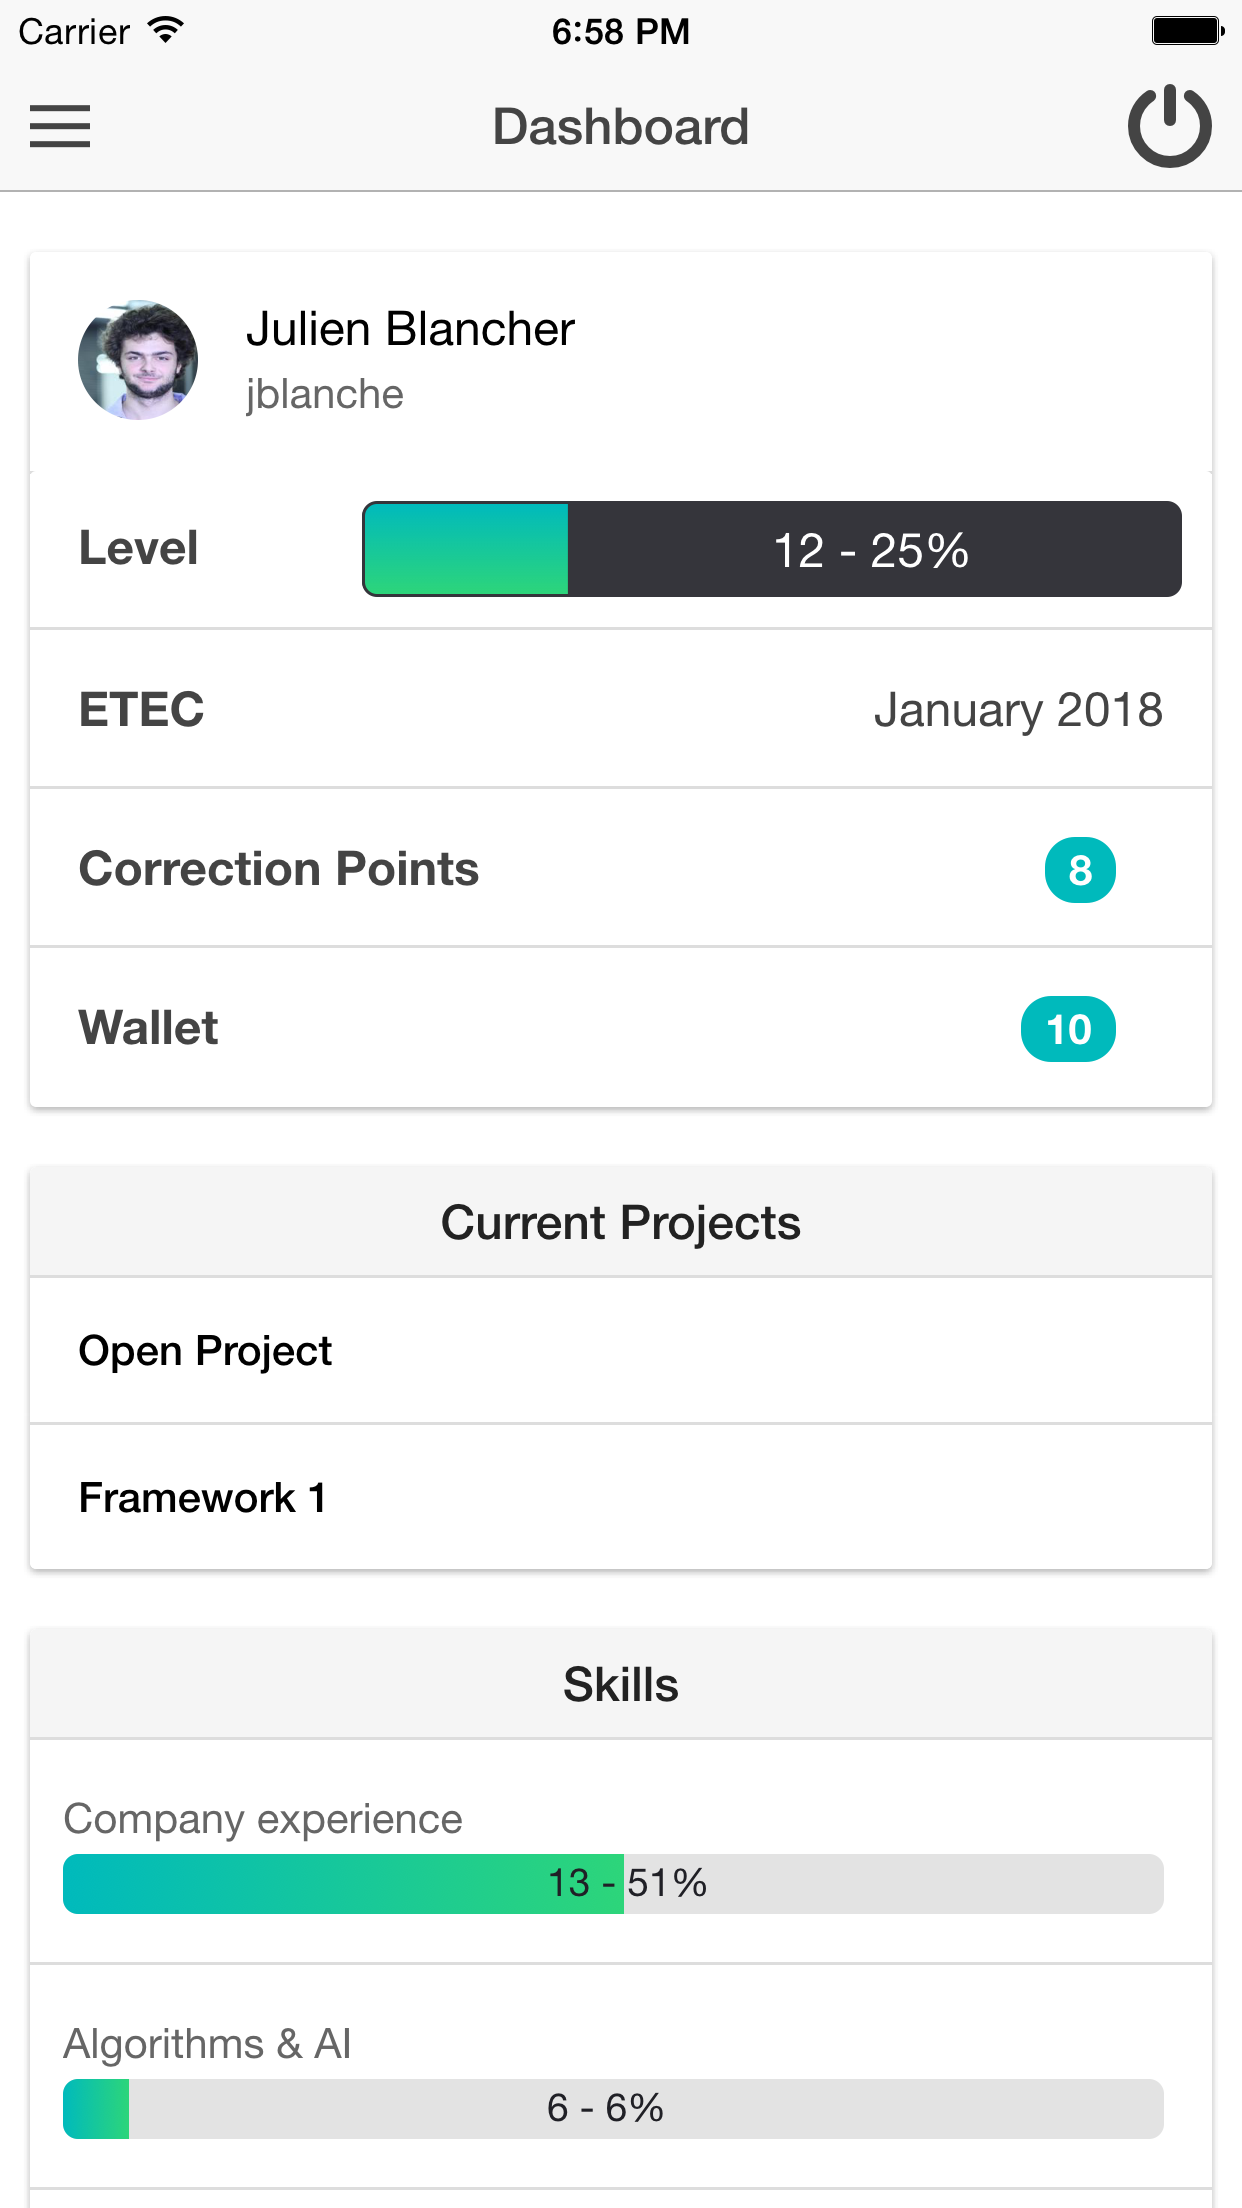 Carrier 6:58 PM
Dashboard
Julien Blancher
jblanche
Level 12 - 25%
ETEC January 2018
Correction Points 8
Wallet 10
Current Projects
Open Project
Framework 1
Skills
Company experience
13 - 51%
Algorithms & AI
6 - 6%